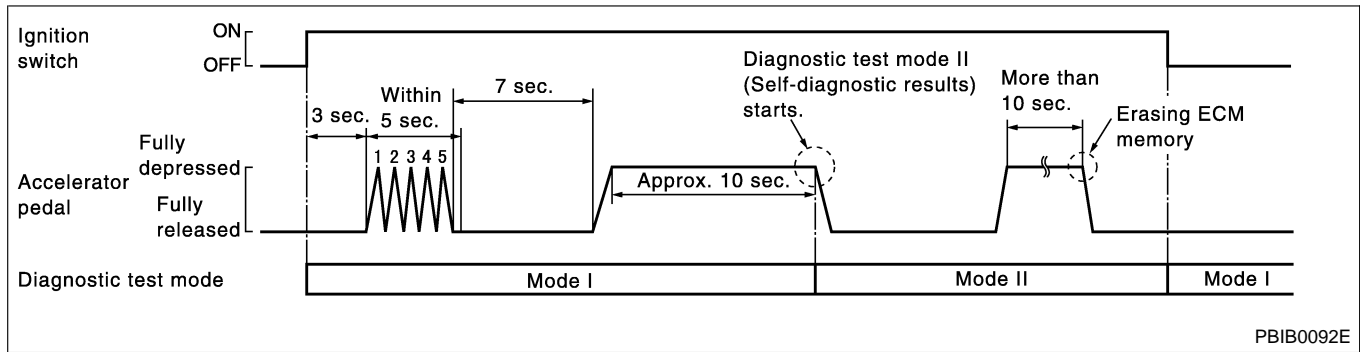 Ignition
switch
ON
OFF
3 sec.
Within
5 sec.
7 sec.
Diagnostic test mode II
(Self-diagnostic results)
starts.
More than
10 sec.
Erasing ECM
memory
Accelerator
pedal
Fully
depressed
Fully
released
1 2 3 4 5
Approx. 10 sec.
Diagnostic test mode
Mode I
Mode II
Mode I
PBIB0092E